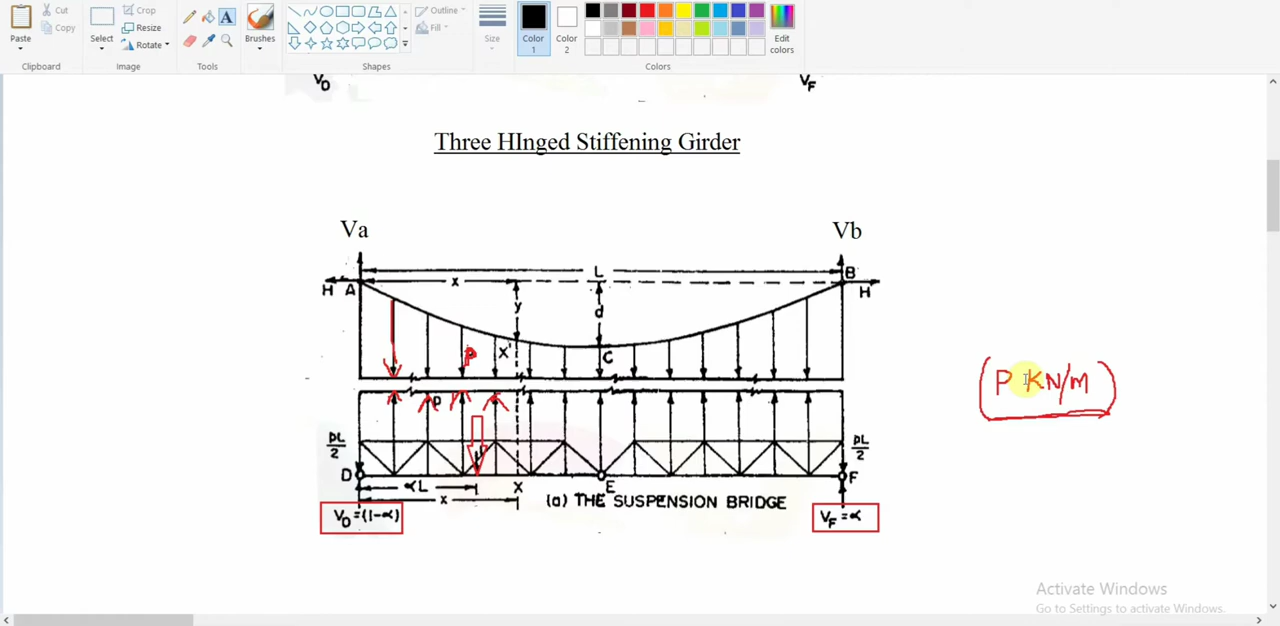 Paste
Cut
Copy
Clipboard
Select
Crop
Resize
Rotate
Image
A
Tools
Brushes
Shapes
Outline
Fill
Size
Color
1
Color
2
Edit
colors
Colors
VD
VF
Three HInged Stiffening Girder
Va
Vb
L
B
H A
x
H
y
d
P
X'
C
P KN/M
p
pL/2
pL/2
D
αL
X
E
F
x
(a) THE SUSPENSION BRIDGE
VD=(1-α)
VF=α
Activate Windows
Go to Settings to activate Windows.